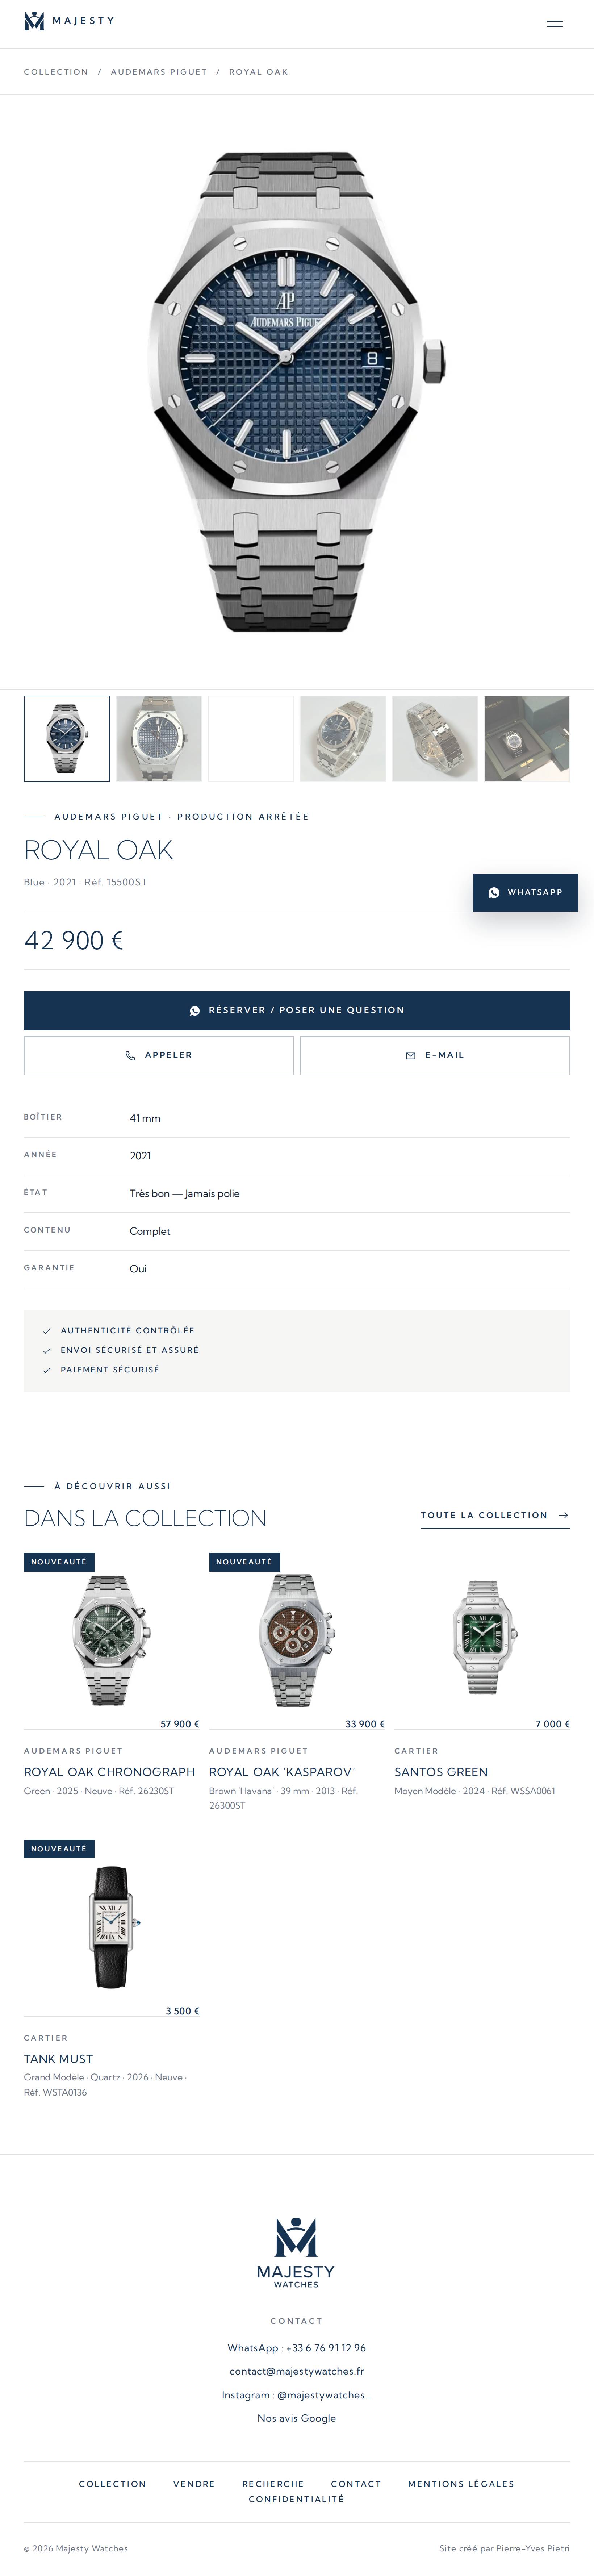 MAJESTY
COLLECTION / AUDEMARS PIGUET / ROYAL OAK
AP
AUDEMARS PIGUET
8
SWISS MADE
AUDEMARS PIGUET · PRODUCTION ARRÊTÉE
ROYAL OAK
Blue · 2021 · Réf. 15500ST
WHATSAPP
42 900 €
RÉSERVER / POSER UNE QUESTION
APPELER
E-MAIL
BOÎTIER 41 mm
ANNÉE 2021
ÉTAT Très bon — Jamais polie
CONTENU Complet
GARANTIE Oui
AUTHENTICITÉ CONTRÔLÉE
ENVOI SÉCURISÉ ET ASSURÉ
PAIEMENT SÉCURISÉ
À DÉCOUVRIR AUSSI
DANS LA COLLECTION
TOUTE LA COLLECTION →
NOUVEAUTÉ
57 900 €
AUDEMARS PIGUET
ROYAL OAK CHRONOGRAPH
Green · 2025 · Neuve · Réf. 26230ST
NOUVEAUTÉ
33 900 €
AUDEMARS PIGUET
ROYAL OAK ‘KASPAROV’
Brown ‘Havana’ · 39 mm · 2013 · Réf.
26300ST
7 000 €
CARTIER
SANTOS GREEN
Moyen Modèle · 2024 · Réf. WSSA0061
NOUVEAUTÉ
3 500 €
CARTIER
TANK MUST
Grand Modèle · Quartz · 2026 · Neuve ·
Réf. WSTA0136
MAJESTY
WATCHES
CONTACT
WhatsApp : +33 6 76 91 12 96
contact@majestywatches.fr
Instagram : @majestywatches_
Nos avis Google
COLLECTION VENDRE RECHERCHE CONTACT MENTIONS LÉGALES
CONFIDENTIALITÉ
© 2026 Majesty Watches
Site créé par Pierre-Yves Pietri